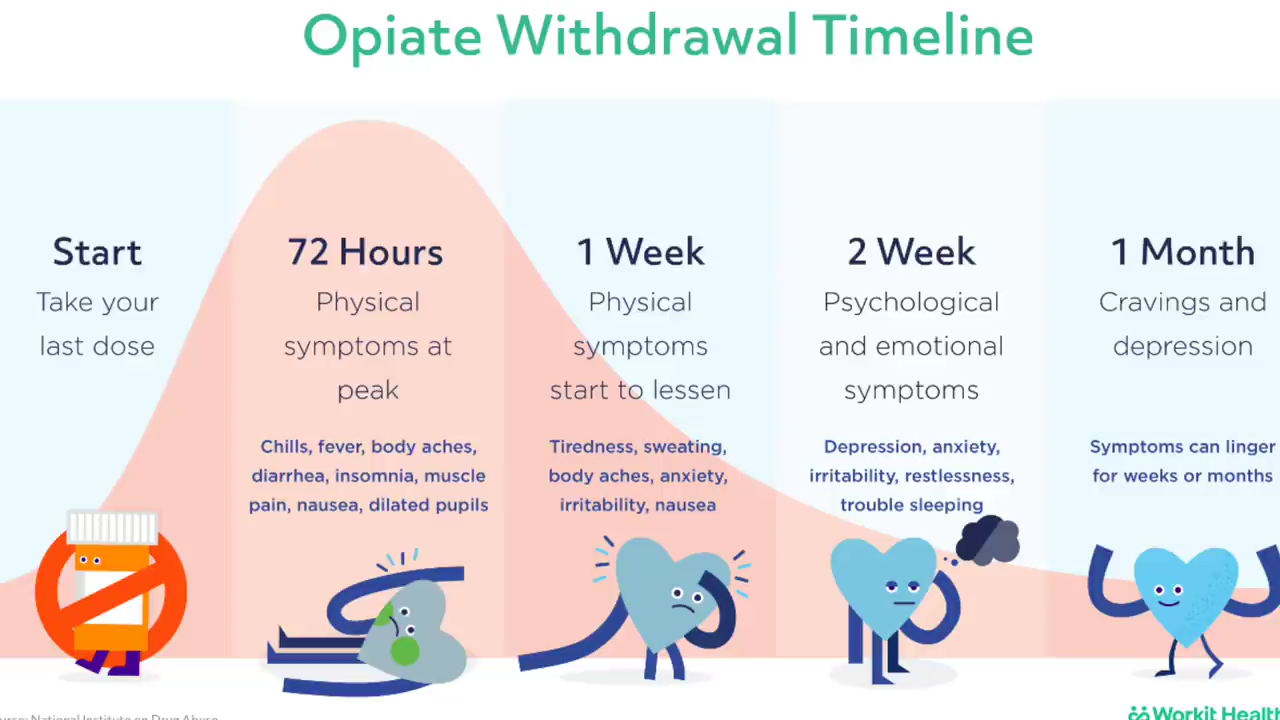 Opiate Withdrawal Timeline
Start
Take your
last dose
72 Hours
Physical
symptoms at
peak
Chills, fever, body aches,
diarrhea, insomnia, muscle
pain, nausea, dilated pupils
1 Week
Physical
symptoms
start to lessen
Tiredness, sweating,
body aches, anxiety,
irritability, nausea
2 Week
Psychological
and emotional
symptoms
Depression, anxiety,
irritability, restlessness,
trouble sleeping
1 Month
Cravings and
depression
Symptoms can linger
for weeks or months
National Institute on Drug Abuse
Workit Health